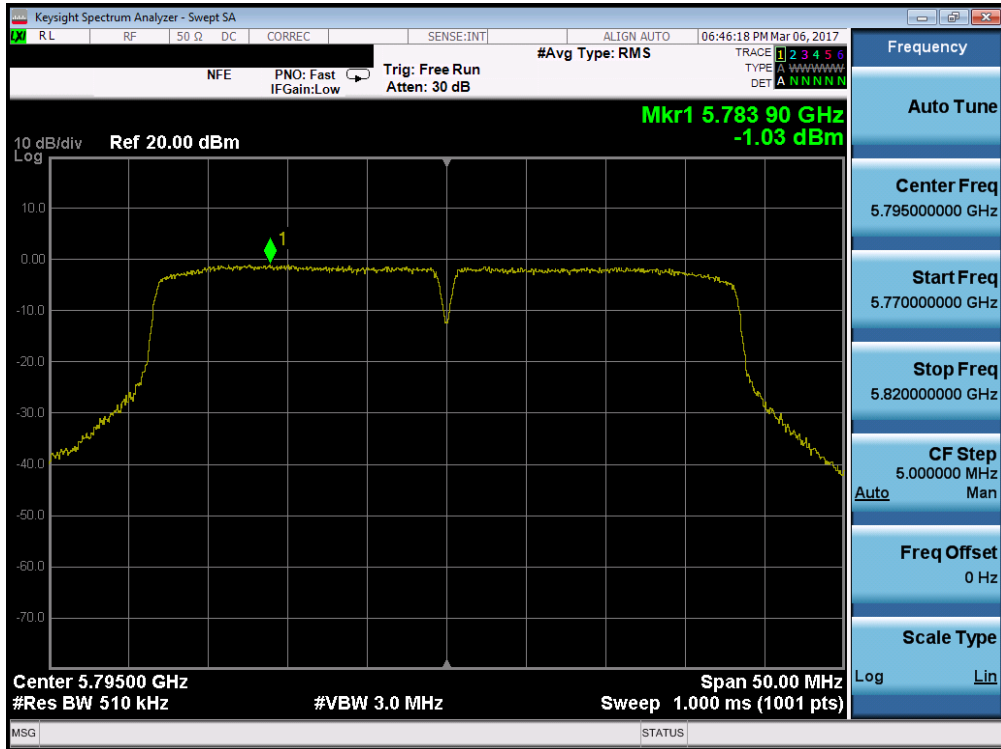 Keysight Spectrum Analyzer - Swept SA
LXI RL RF 50 Ω DC CORREC SENSE:INT ALIGN AUTO 06:46:18 PM Mar 06, 2017
NFE PNO: Fast Trig: Free Run #Avg Type: RMS TRACE 1 2 3 4 5 6
IFGain:Low Atten: 30 dB TYPE A WWWWW
DET A N N N N N
Mkr1 5.783 90 GHz
-1.03 dBm
10 dB/div Ref 20.00 dBm
Log
10.0
1
0.00
-10.0
-20.0
-30.0
-40.0
-50.0
-60.0
-70.0
Center 5.79500 GHz Span 50.00 MHz
#Res BW 510 kHz #VBW 3.0 MHz Sweep 1.000 ms (1001 pts)
MSG STATUS
Frequency
Auto Tune
Center Freq
5.795000000 GHz
Start Freq
5.770000000 GHz
Stop Freq
5.820000000 GHz
CF Step
5.000000 MHz
Auto Man
Freq Offset
0 Hz
Scale Type
Log Lin